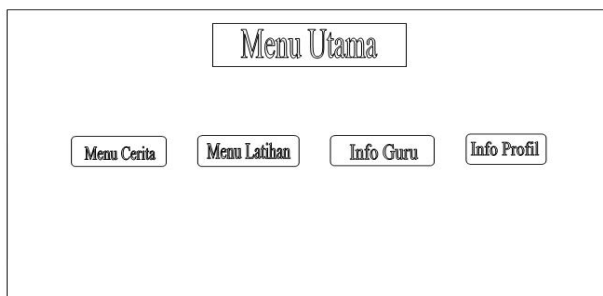 Menu Utama
Menu Cerita
Menu Latihan
Info Guru
Info Profil